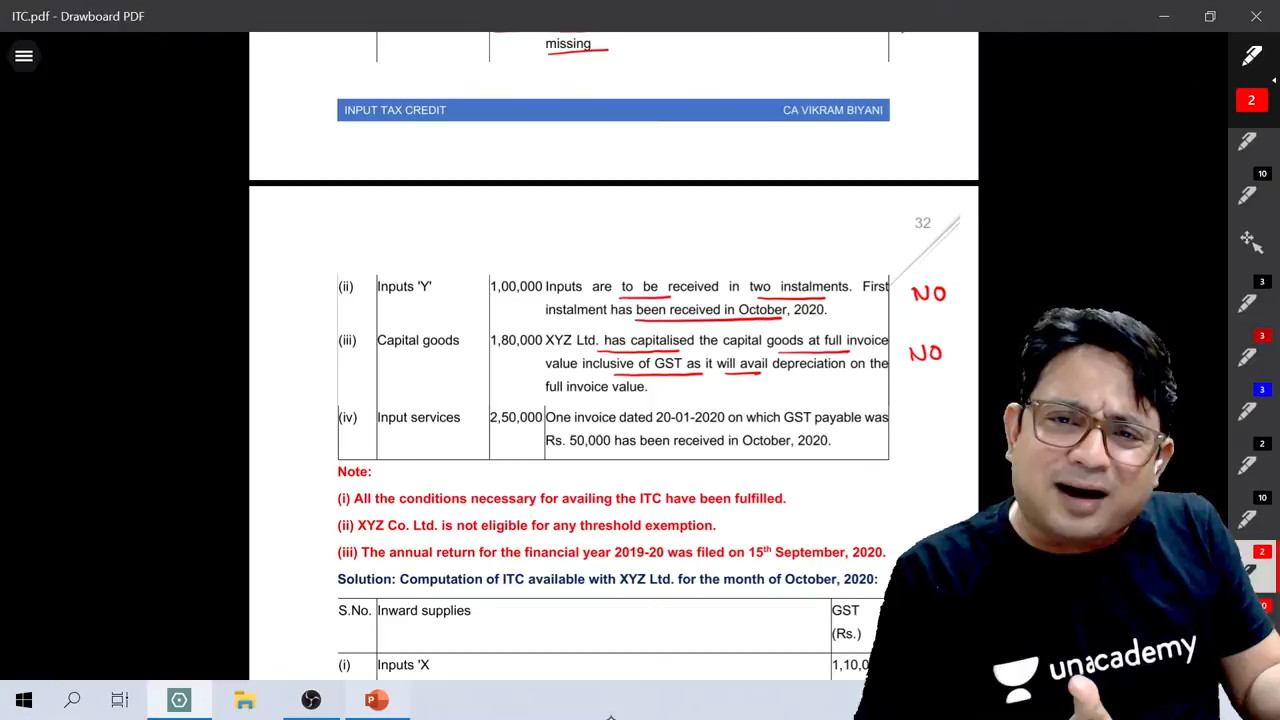 ITC.pdf - Drawboard PDF
missing
2
INPUT TAX CREDIT CA VIKRAM BIYANI
10
32
(ii) Inputs 'Y' 1,00,000 Inputs are to be received in two instalments. First
instalment has been received in October, 2020.
NO
3
(iii) Capital goods 1,80,000 XYZ Ltd. has capitalised the capital goods at full invoice
value inclusive of GST as it will avail depreciation on the
full invoice value.
NO
3
3
(iv) Input services 2,50,000 One invoice dated 20-01-2020 on which GST payable was
Rs. 50,000 has been received in October, 2020.
2
Note:
(i) All the conditions necessary for availing the ITC have been fulfilled.
10
(ii) XYZ Co. Ltd. is not eligible for any threshold exemption.
(iii) The annual return for the financial year 2019-20 was filed on 15th September, 2020.
2
Solution: Computation of ITC available with XYZ Ltd. for the month of October, 2020:
S.No. Inward supplies GST
(Rs.)
(i) Inputs 'X
unacademy